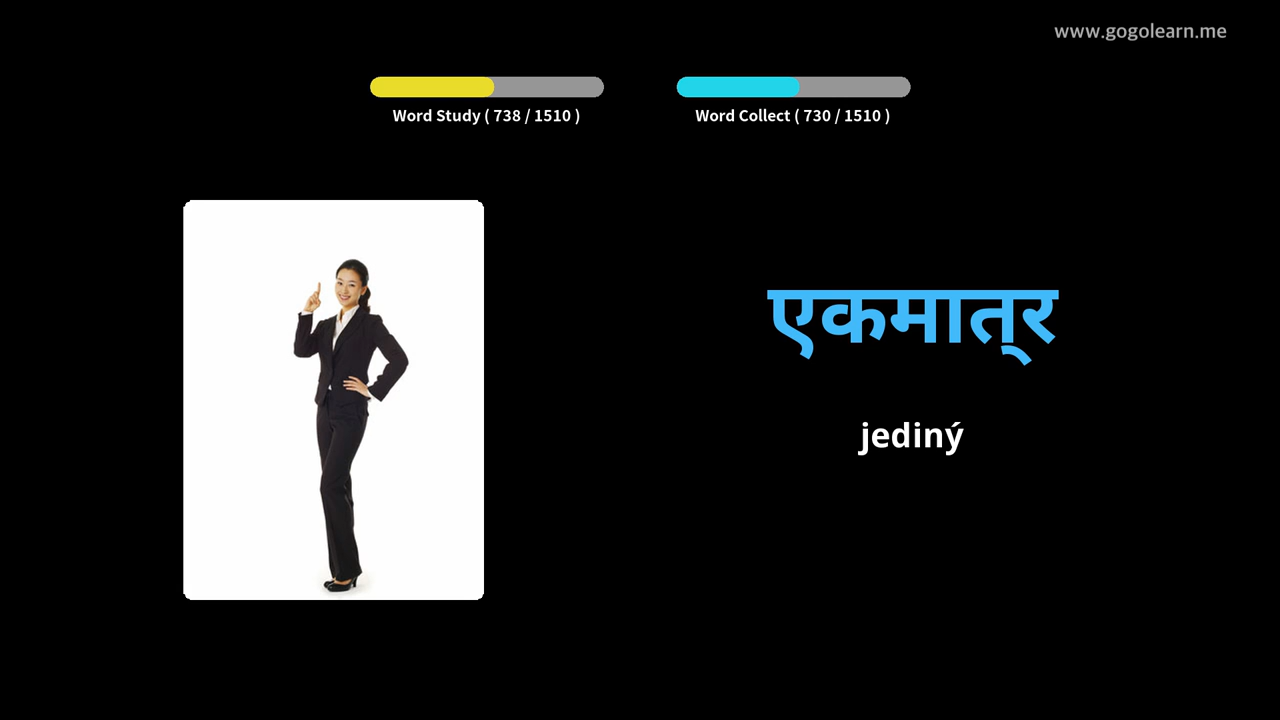 www.gogolearn.me
Word Study ( 738 / 1510 )
Word Collect ( 730 / 1510 )
एकमात्र
jediný